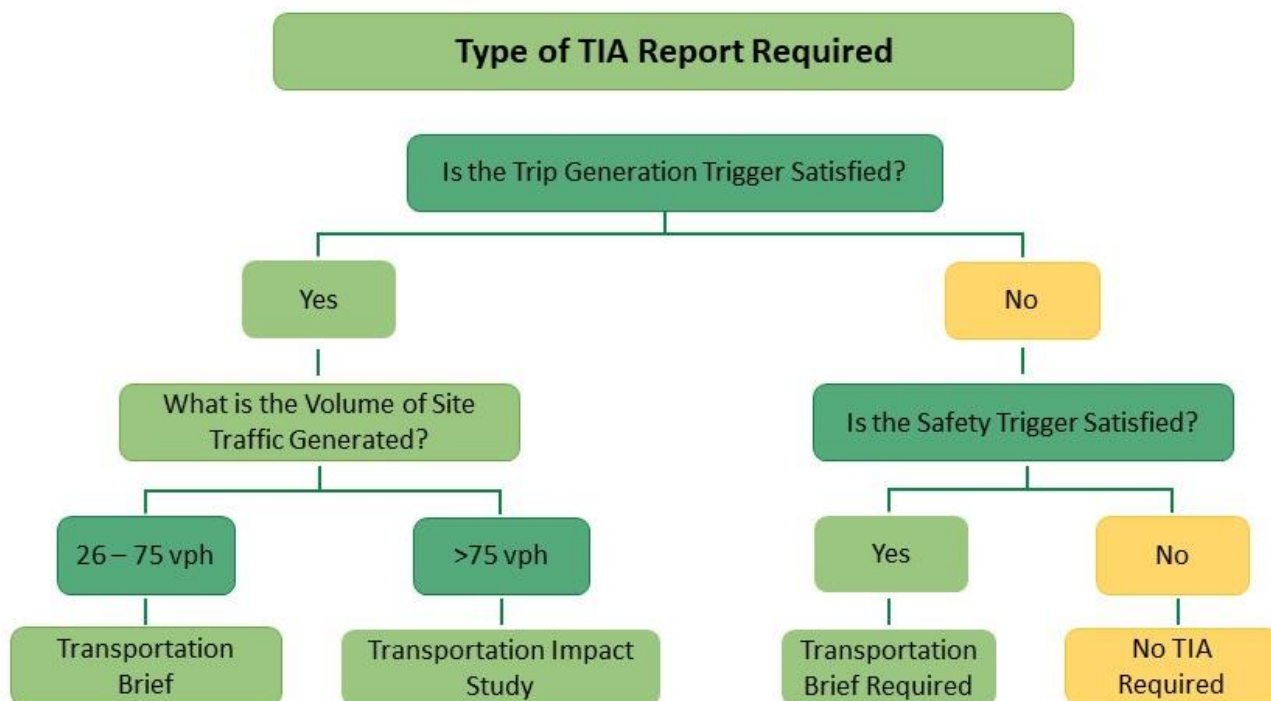 Type of TIA Report Required
Is the Trip Generation Trigger Satisfied?
Yes
No
What is the Volume of Site
Traffic Generated?
Is the Safety Trigger Satisfied?
26 – 75 vph
>75 vph
Yes
No
Transportation
Brief
Transportation Impact
Study
Transportation
Brief Required
No TIA
Required